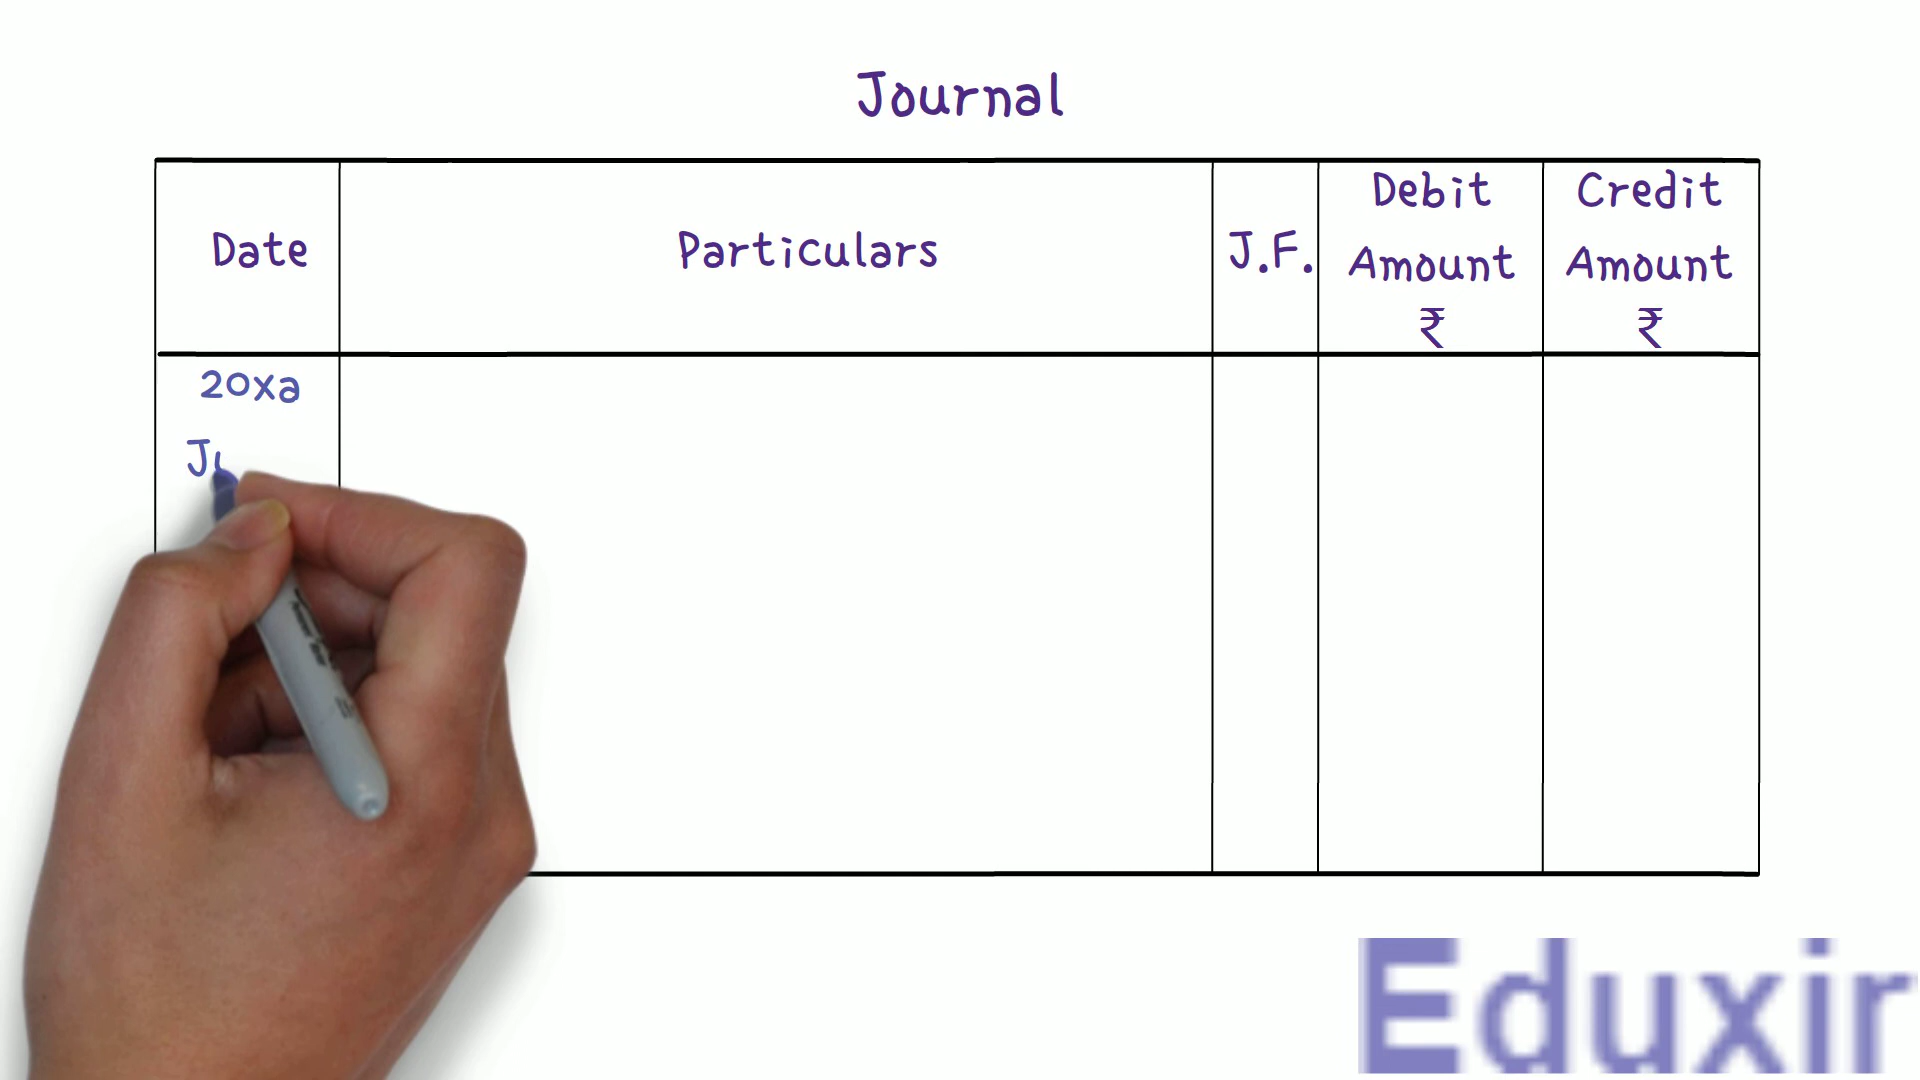 Journal
Date
Particulars
J.F.
Debit
Amount
₹
Credit
Amount
₹
20xa
Eduxir